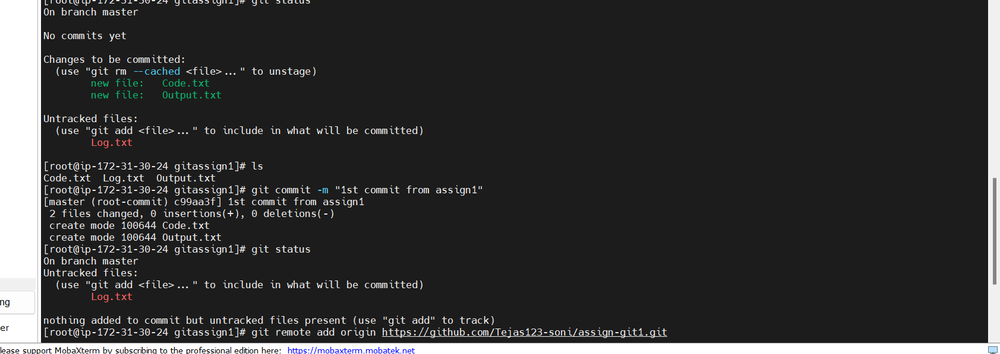 [root@ip-172-31-30-24 gitassign1]# git status
On branch master
No commits yet
Changes to be committed:
  (use "git rm --cached <file>..." to unstage)
        new file:   Code.txt
        new file:   Output.txt
Untracked files:
  (use "git add <file>..." to include in what will be committed)
        Log.txt
[root@ip-172-31-30-24 gitassign1]# ls
Code.txt  Log.txt  Output.txt
[root@ip-172-31-30-24 gitassign1]# git commit -m "1st commit from assign1"
[master (root-commit) c99aa3f] 1st commit from assign1
 2 files changed, 0 insertions(+), 0 deletions(-)
 create mode 100644 Code.txt
 create mode 100644 Output.txt
[root@ip-172-31-30-24 gitassign1]# git status
On branch master
Untracked files:
  (use "git add <file>..." to include in what will be committed)
        Log.txt
ng
nothing added to commit but untracked files present (use "git add" to track)
er
[root@ip-172-31-30-24 gitassign1]# git remote add origin https://github.com/Tejas123-soni/assign-git1.git
lease support MobaXterm by subscribing to the professional edition here: https://mobaxterm.mobatek.net